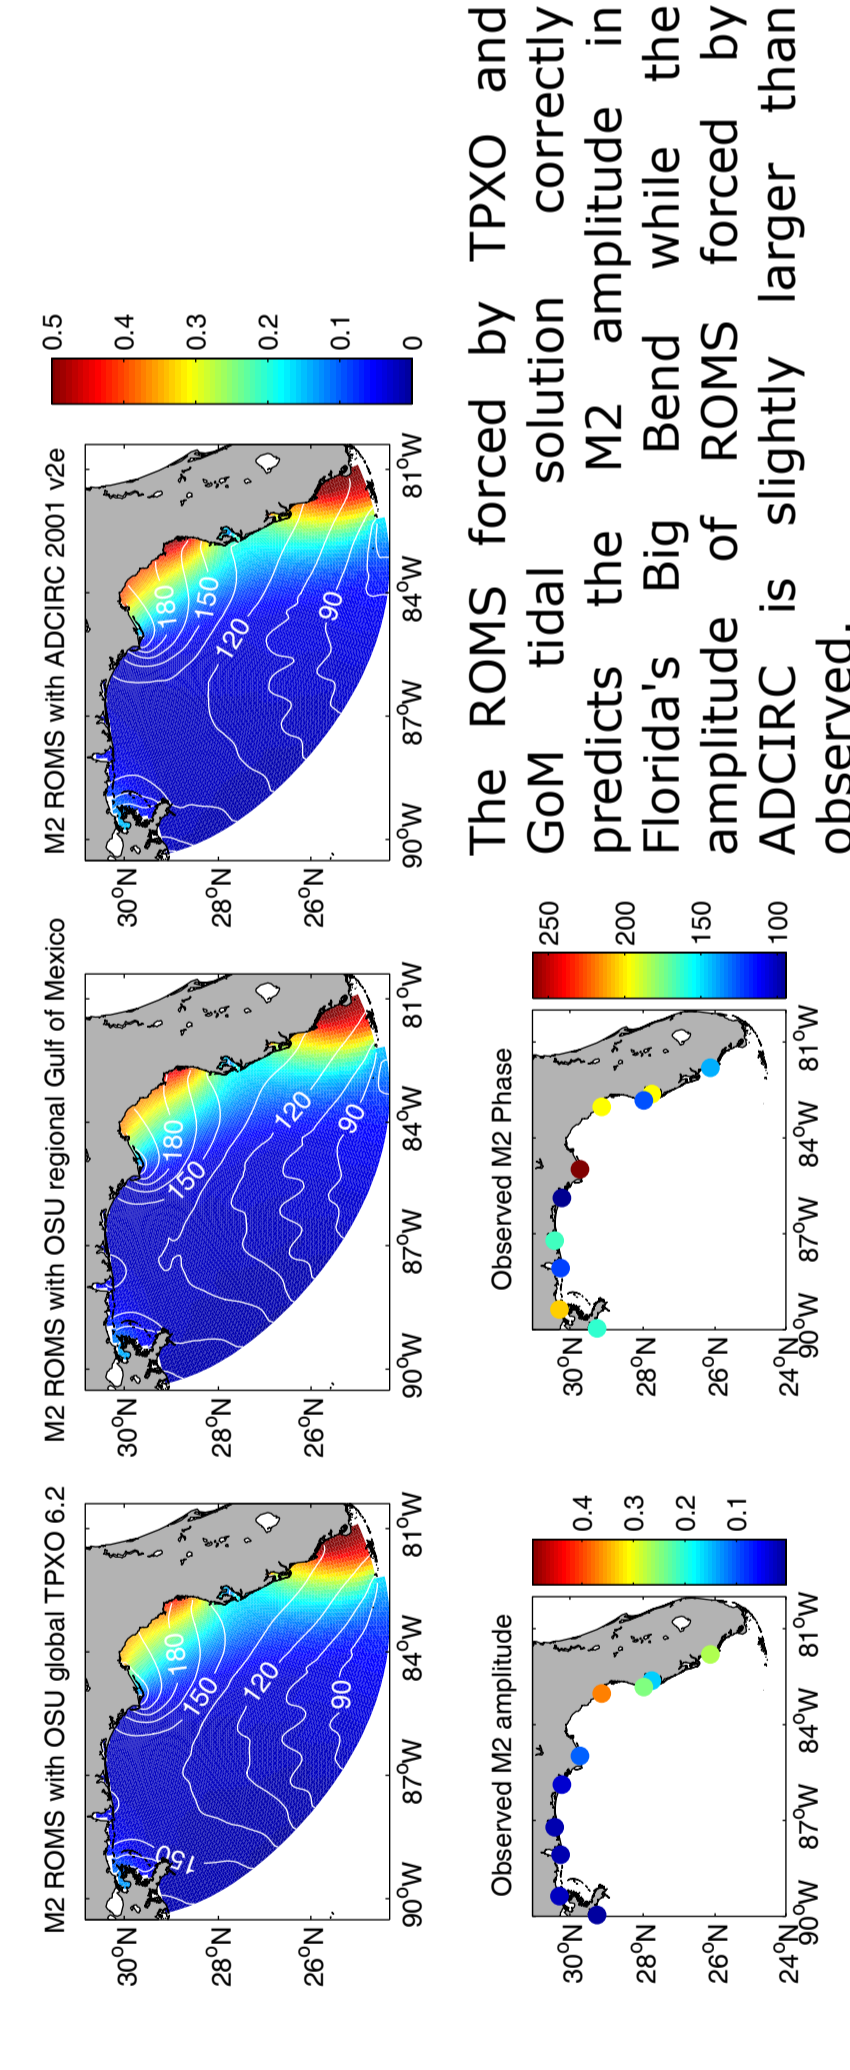 M2 ROMS with OSU global TPXO 6.2
M2 ROMS with OSU regional Gulf of Mexico
M2 ROMS with ADCIRC 2001 v2e
30°N
28°N
26°N
90°W
87°W
84°W
81°W
180
150
120
90
150
30°N
28°N
26°N
90°W
87°W
84°W
81°W
180
150
120
90
30°N
28°N
26°N
90°W
87°W
84°W
81°W
180
150
120
90
0.5
0.4
0.3
0.2
0.1
0
Observed M2 amplitude
30°N
28°N
26°N
24°N
90°W
87°W
84°W
81°W
0.4
0.3
0.2
0.1
Observed M2 Phase
30°N
28°N
26°N
24°N
90°W
87°W
84°W
81°W
250
200
150
100
The ROMS forced by TPXO and
GoM tidal solution correctly
predicts the M2 amplitude in
Florida's Big Bend while the
amplitude of ROMS forced by
ADCIRC is slightly larger than
observed.